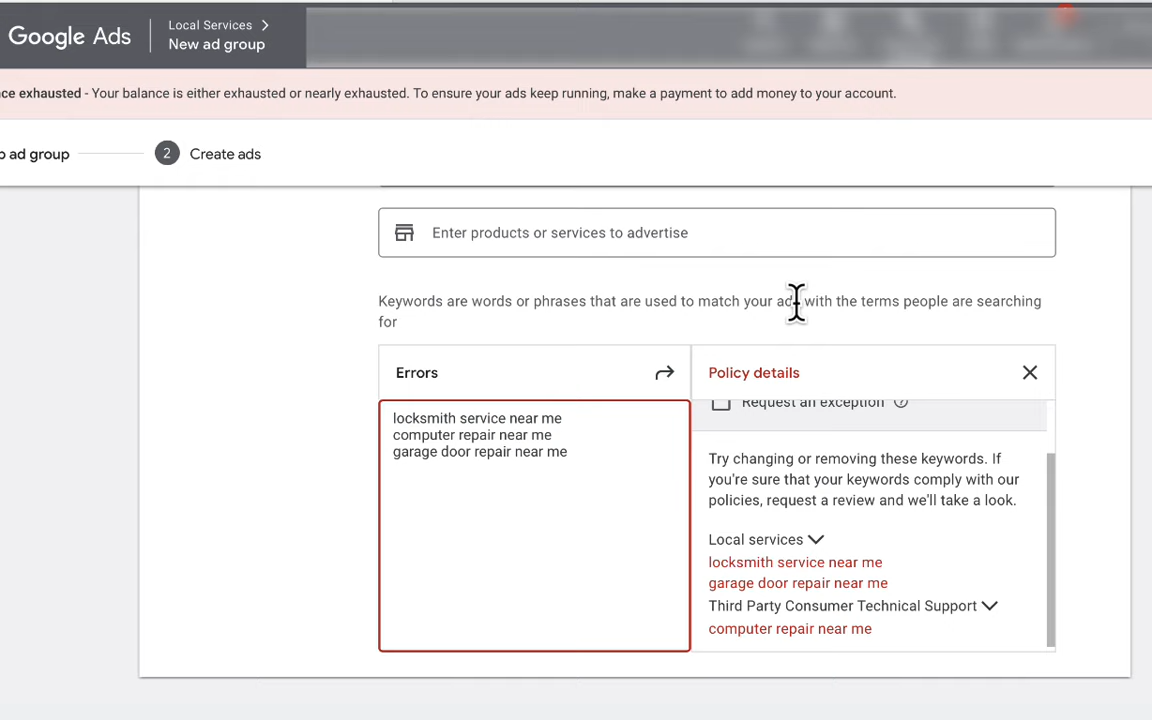 Google Ads
Local Services
New ad group
ce exhausted - Your balance is either exhausted or nearly exhausted. To ensure your ads keep running, make a payment to add money to your account.
ad group
2 Create ads
Enter products or services to advertise
Keywords are words or phrases that are used to match your ads with the terms people are searching
for
Errors
locksmith service near me
computer repair near me
garage door repair near me
Policy details
Request an exception
Try changing or removing these keywords. If
you're sure that your keywords comply with our
policies, request a review and we'll take a look.
Local services
locksmith service near me
garage door repair near me
Third Party Consumer Technical Support
computer repair near me